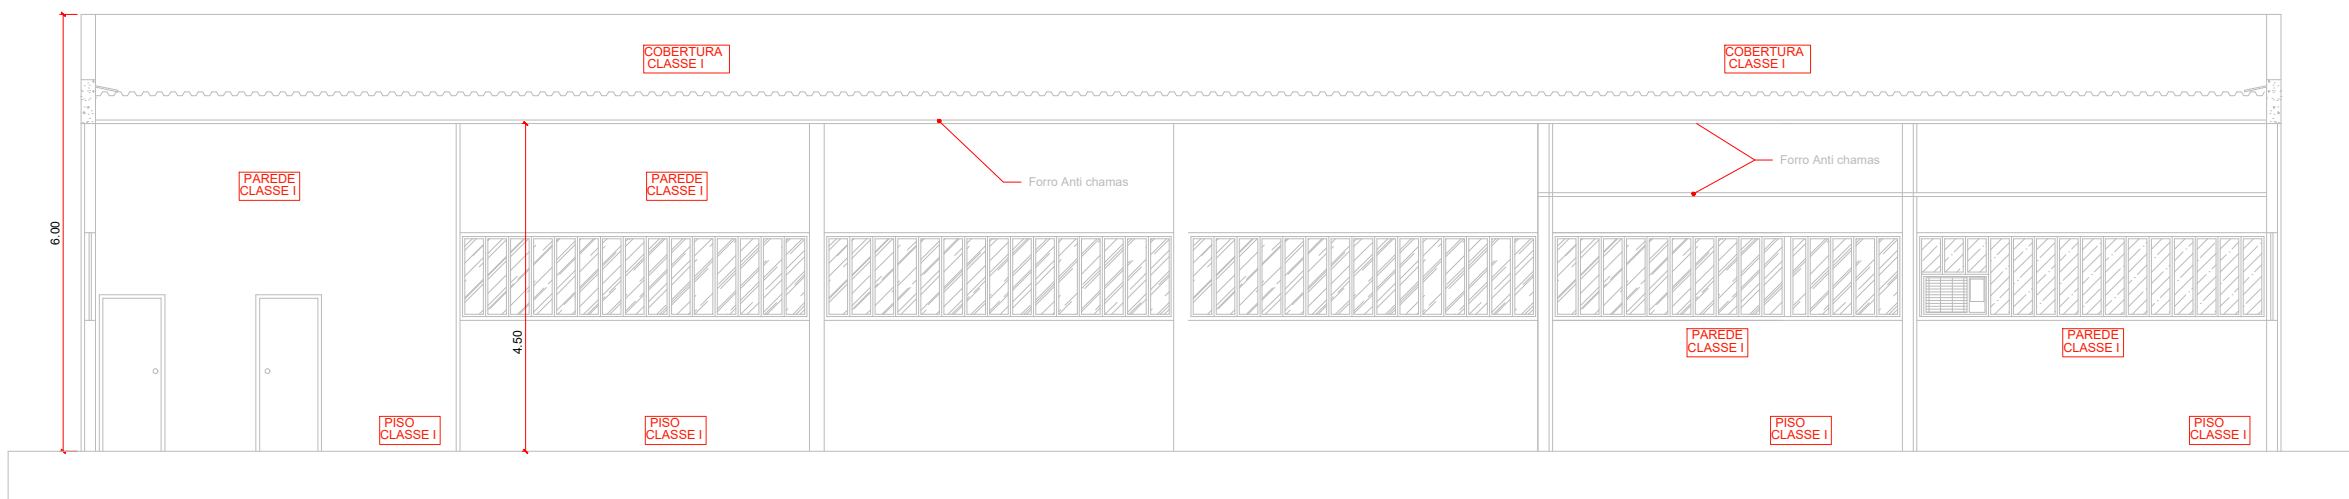 COBERTURA
CLASSE I
COBERTURA
CLASSE I
Forro Anti chamas
PAREDE
CLASSE I
PAREDE
CLASSE I
Forro Anti chamas
6.00
4.50
PAREDE
CLASSE I
PAREDE
CLASSE I
PISO
CLASSE I
PISO
CLASSE I
PISO
CLASSE I
PISO
CLASSE I